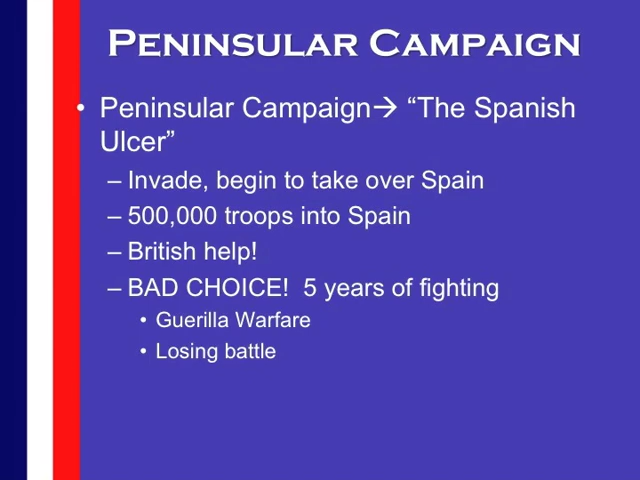 PENINSULAR CAMPAIGN
• Peninsular Campaign→ “The Spanish
Ulcer”
– Invade, begin to take over Spain
– 500,000 troops into Spain
– British help!
– BAD CHOICE!  5 years of fighting
• Guerilla Warfare
• Losing battle